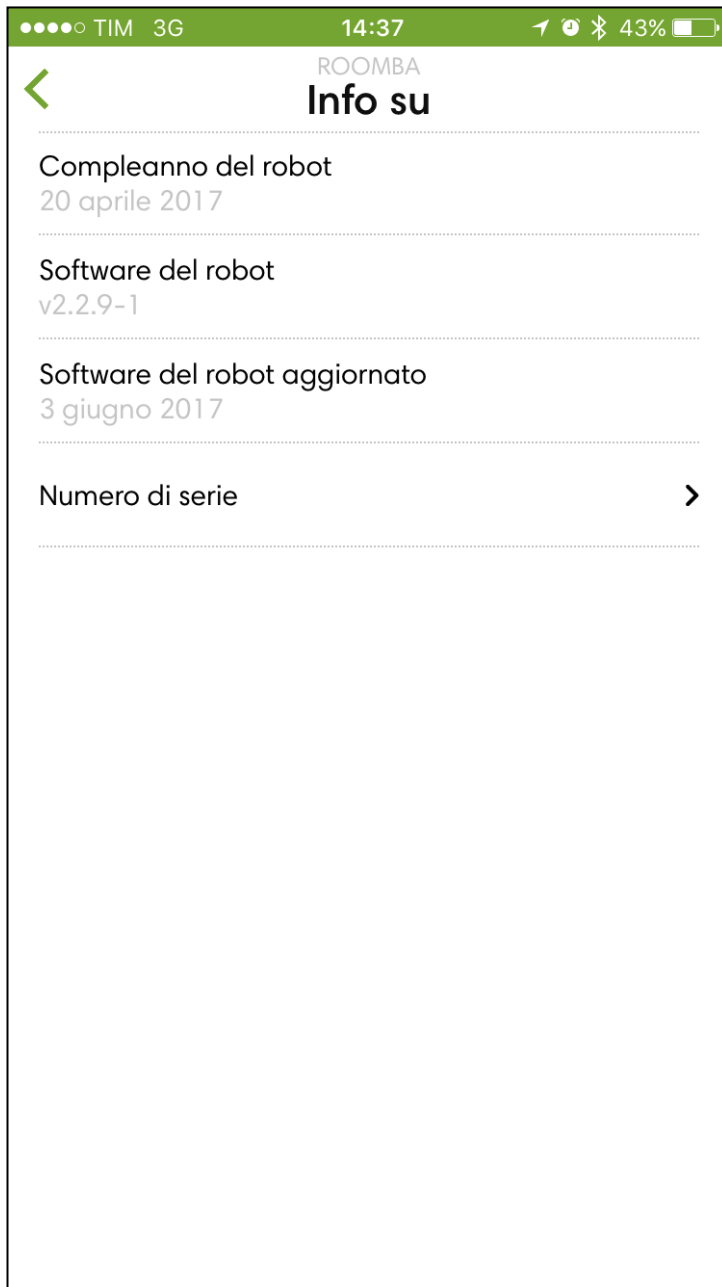 TIM 3G 14:37 43%
ROOMBA
Info su
Compleanno del robot
20 aprile 2017
Software del robot
v2.2.9-1
Software del robot aggiornato
3 giugno 2017
Numero di serie